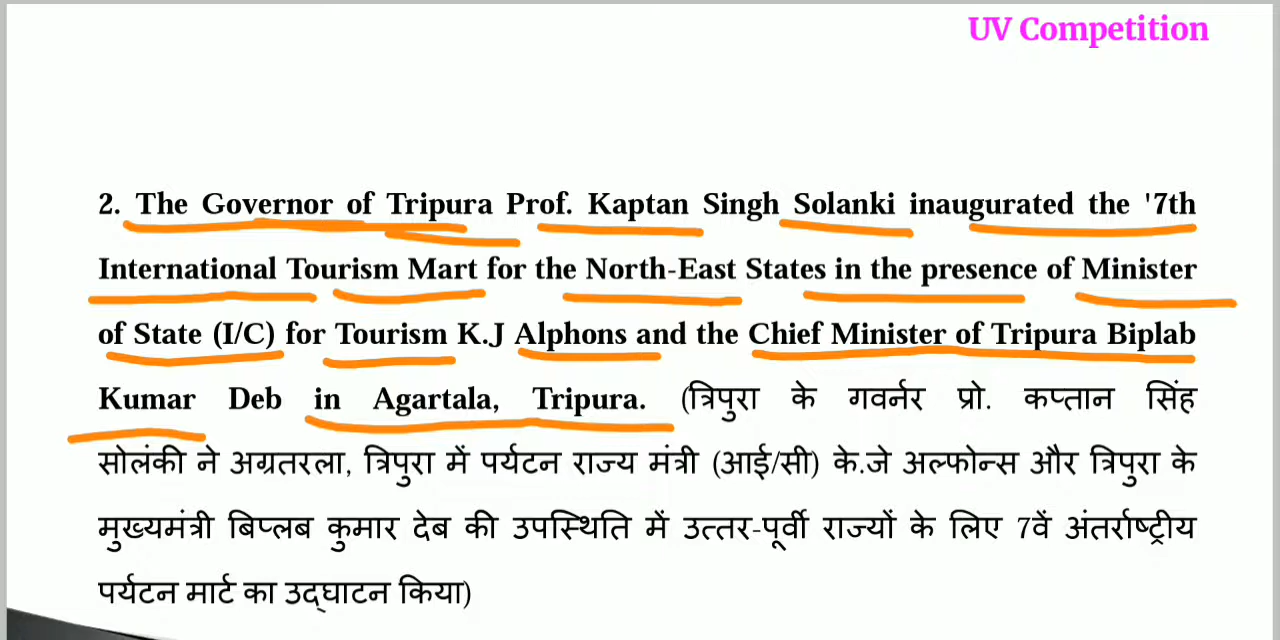 UV Competition
2. The Governor of Tripura Prof. Kaptan Singh Solanki inaugurated the '7th
International Tourism Mart for the North-East States in the presence of Minister
of State (I/C) for Tourism K.J Alphons and the Chief Minister of Tripura Biplab
Kumar Deb in Agartala, Tripura. (त्रिपुरा के गवर्नर प्रो. कप्तान सिंह
सोलंकी ने अग्रतरला, त्रिपुरा में पर्यटन राज्य मंत्री (आई/सी) के.जे अल्फोन्स और त्रिपुरा के
मुख्यमंत्री बिप्लब कुमार देब की उपस्थिति में उत्तर-पूर्वी राज्यों के लिए 7वें अंतर्राष्ट्रीय
पर्यटन मार्ट का उद्घाटन किया)